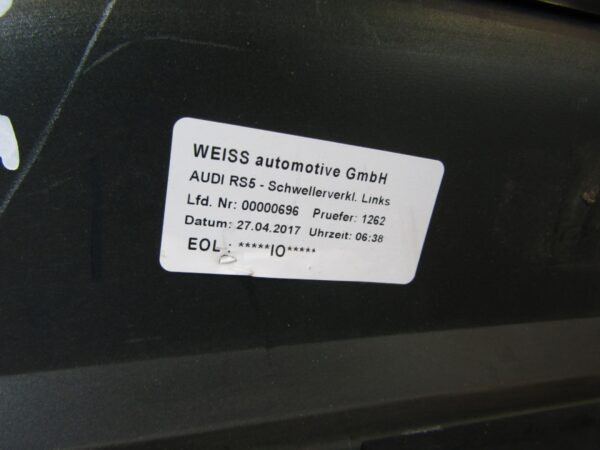 WEISS automotive GmbH
AUDI RS5 - Schwellerverkl. Links
Lfd. Nr: 00000696 Pruefer: 1262
Datum: 27.04.2017 Uhrzeit: 06:38
EOL : *****IO*****